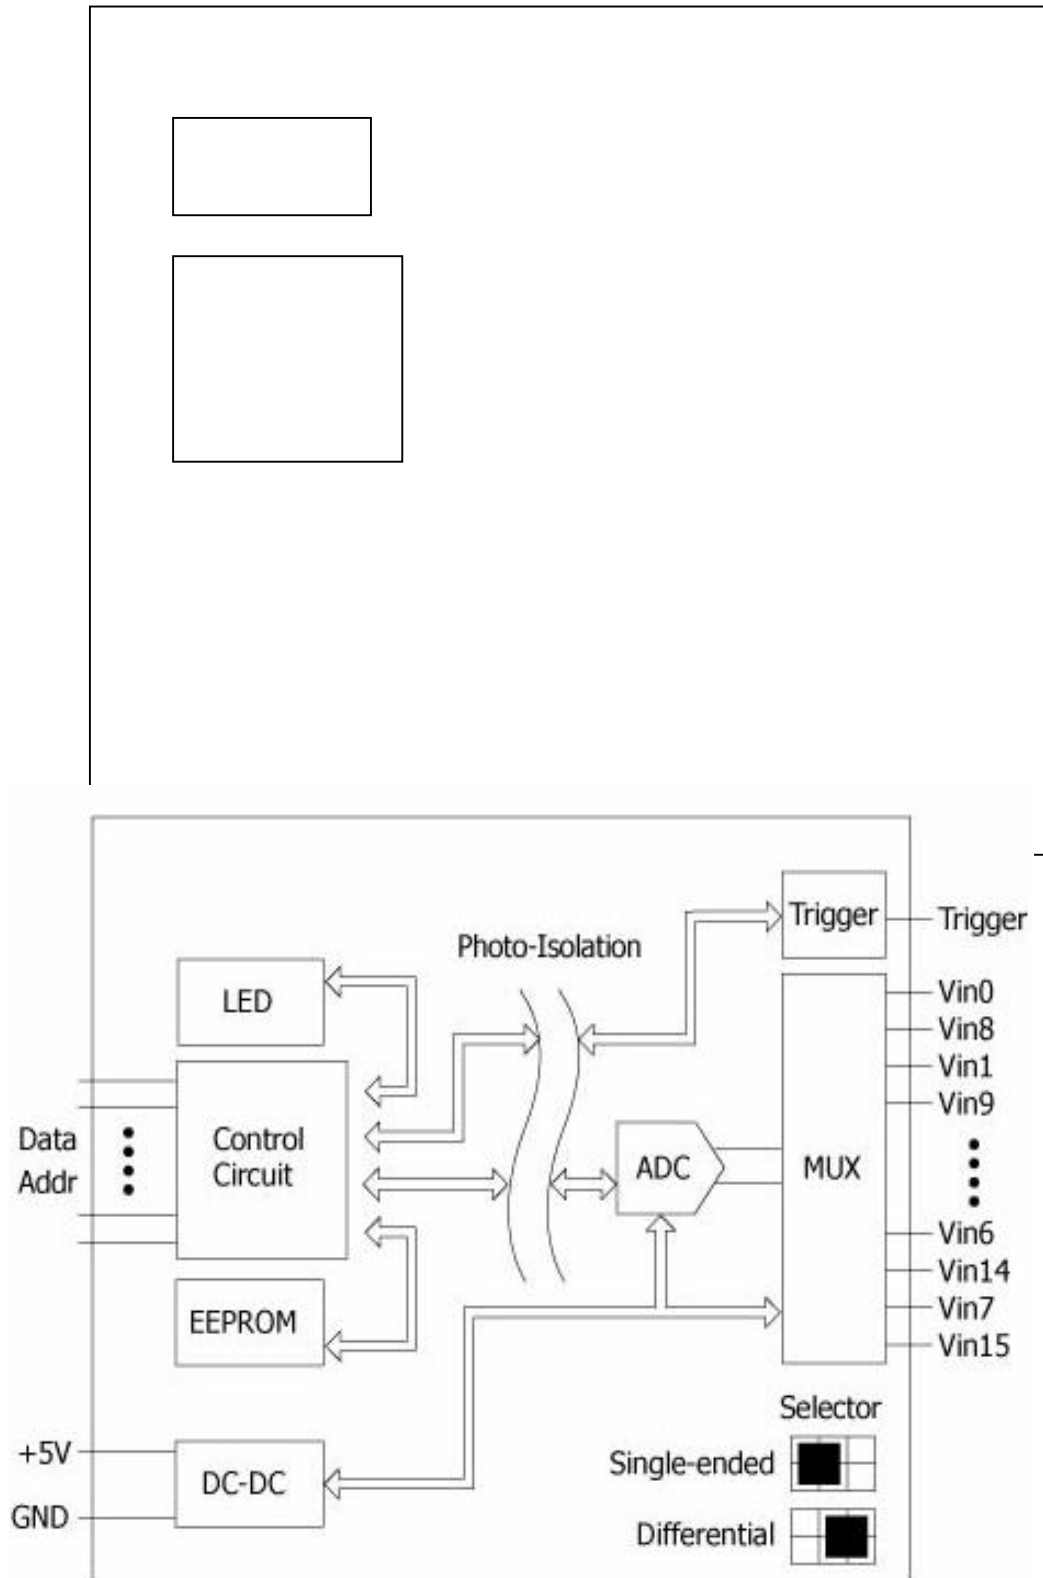 Trigger
Trigger
Photo-Isolation
LED
Vin0
Vin8
Vin1
Vin9
Data
Addr
Control
Circuit
ADC
MUX
Vin6
Vin14
Vin7
Vin15
EEPROM
Selector
+5V
GND
DC-DC
Single-ended
Differential